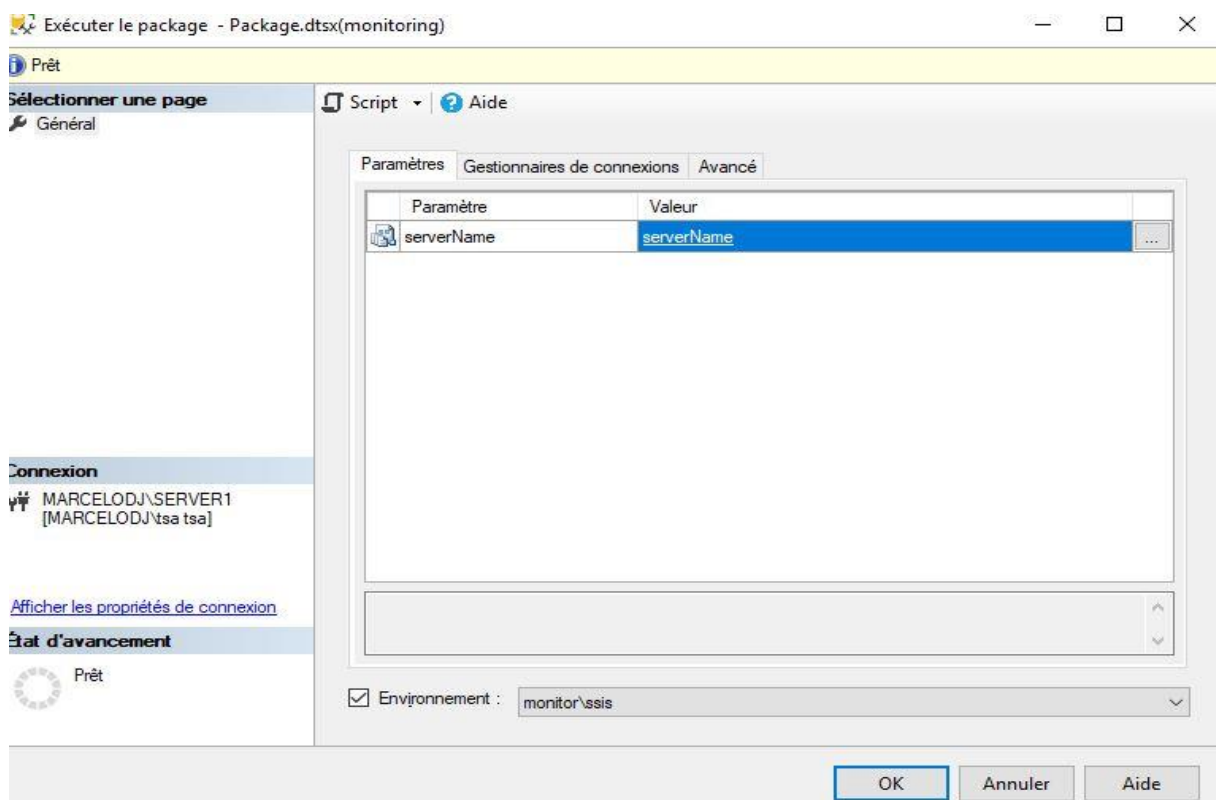 Exécuter le package - Package.dtsx(monitoring)
Prêt
Sélectionner une page
Général
Script
Aide
Paramètres Gestionnaires de connexions Avancé
Paramètre Valeur
serverName serverName ...
Connexion
MARCELODJ\SERVER1
[MARCELODJ\tsa tsa]
Afficher les propriétés de connexion
État d'avancement
Prêt
Environnement : monitor\ssis
OK Annuler Aide